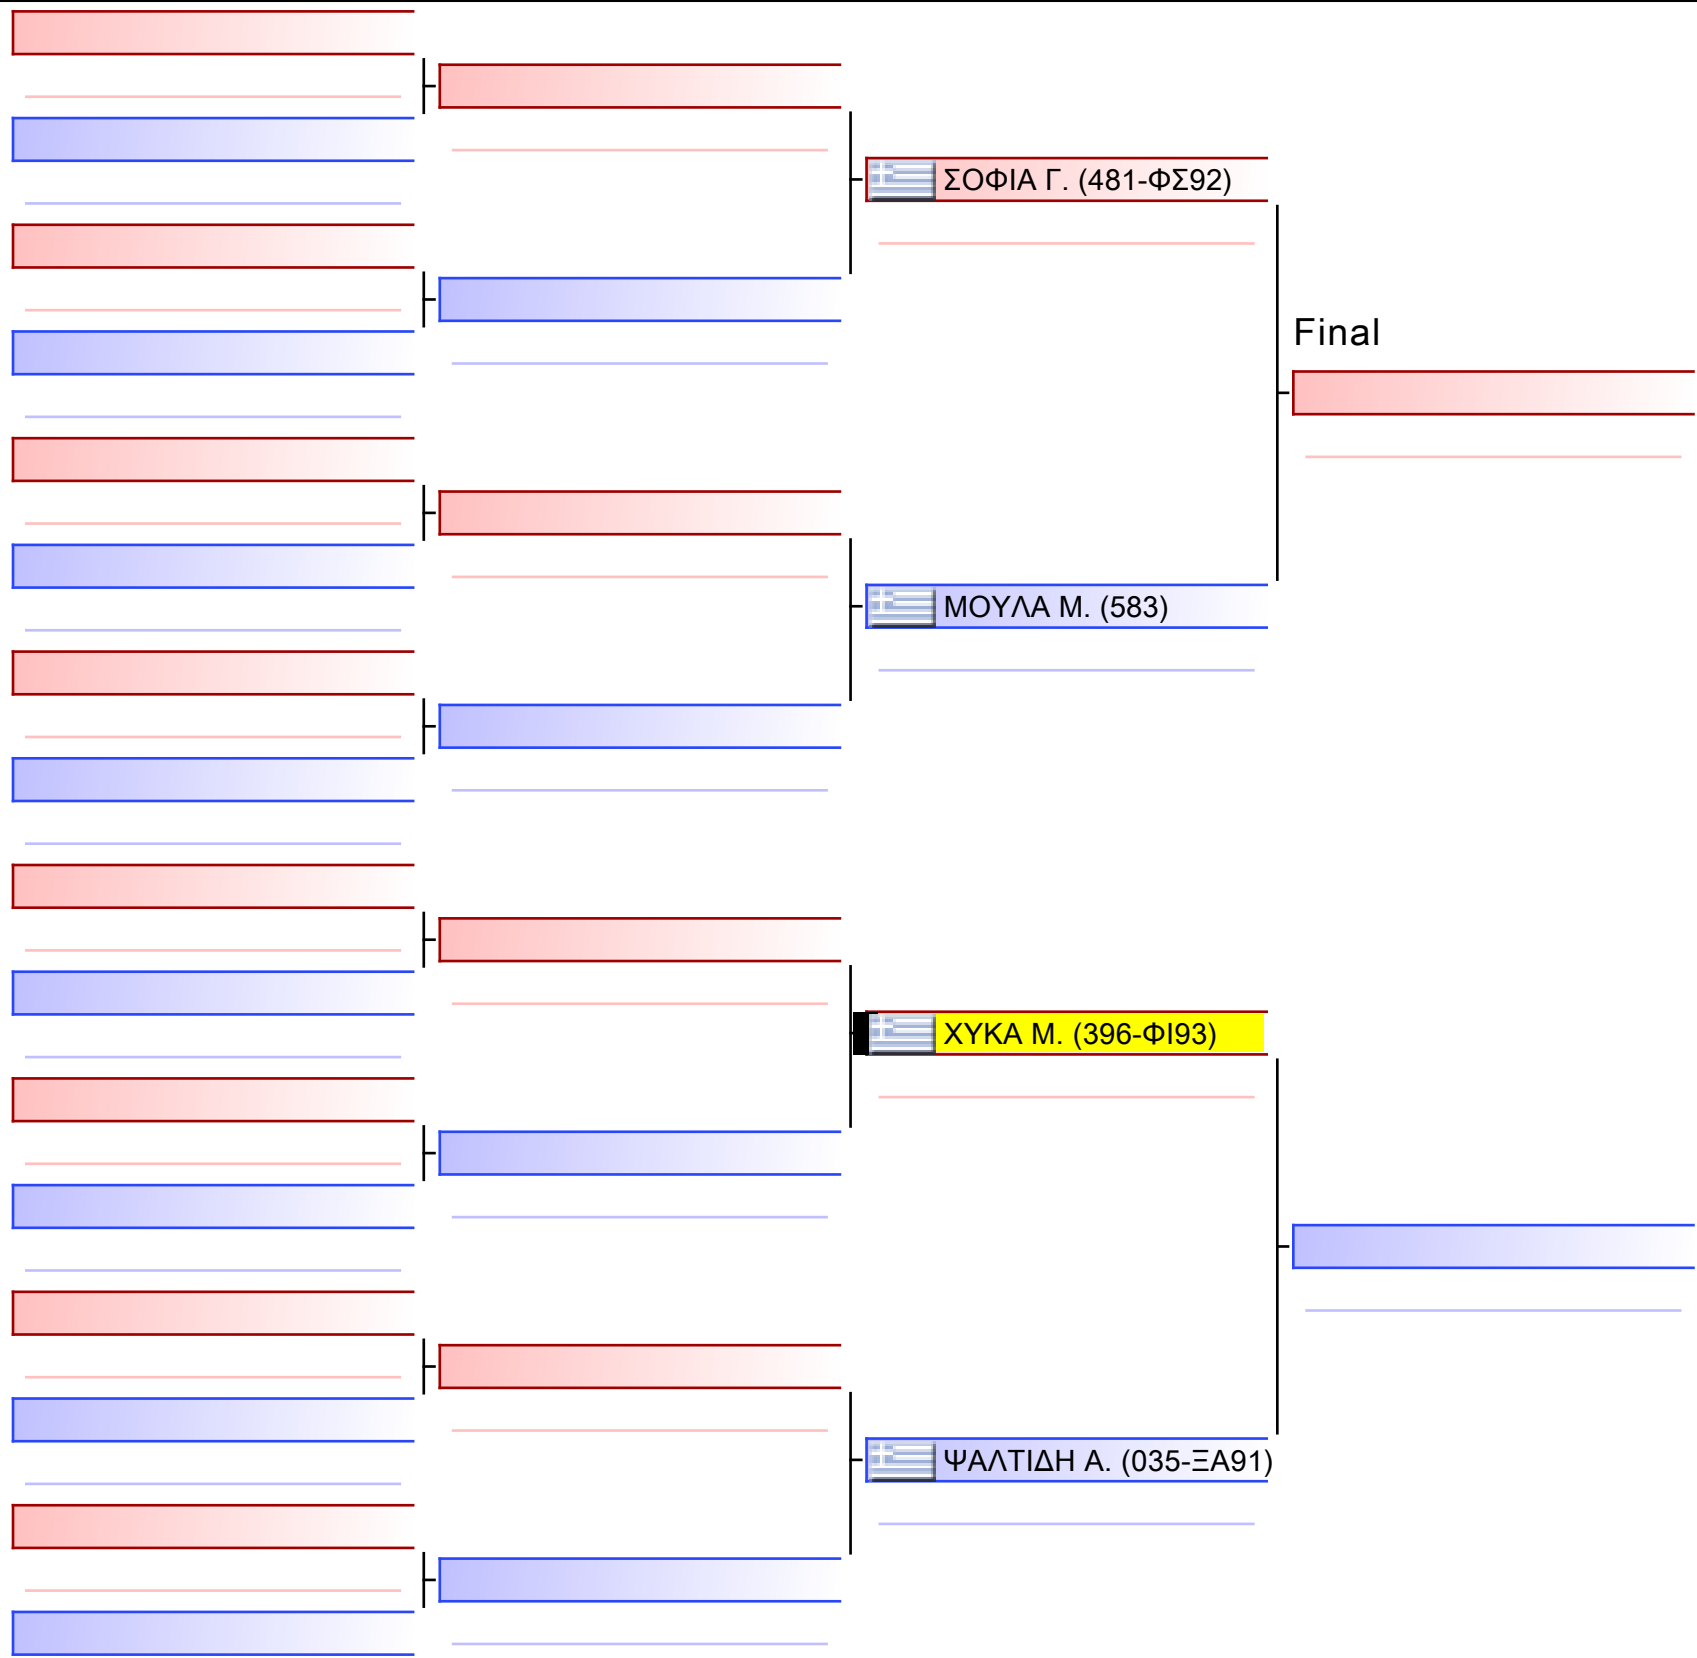 ΣΟΦΙΑ Γ. (481-ΦΣ92)
Final
ΜΟΥΛΑ Μ. (583)
ΧΥΚΑ Μ. (396-ΦΙ93)
ΨΑΛΤΙΔΗ Α. (035-ΞΑ91)